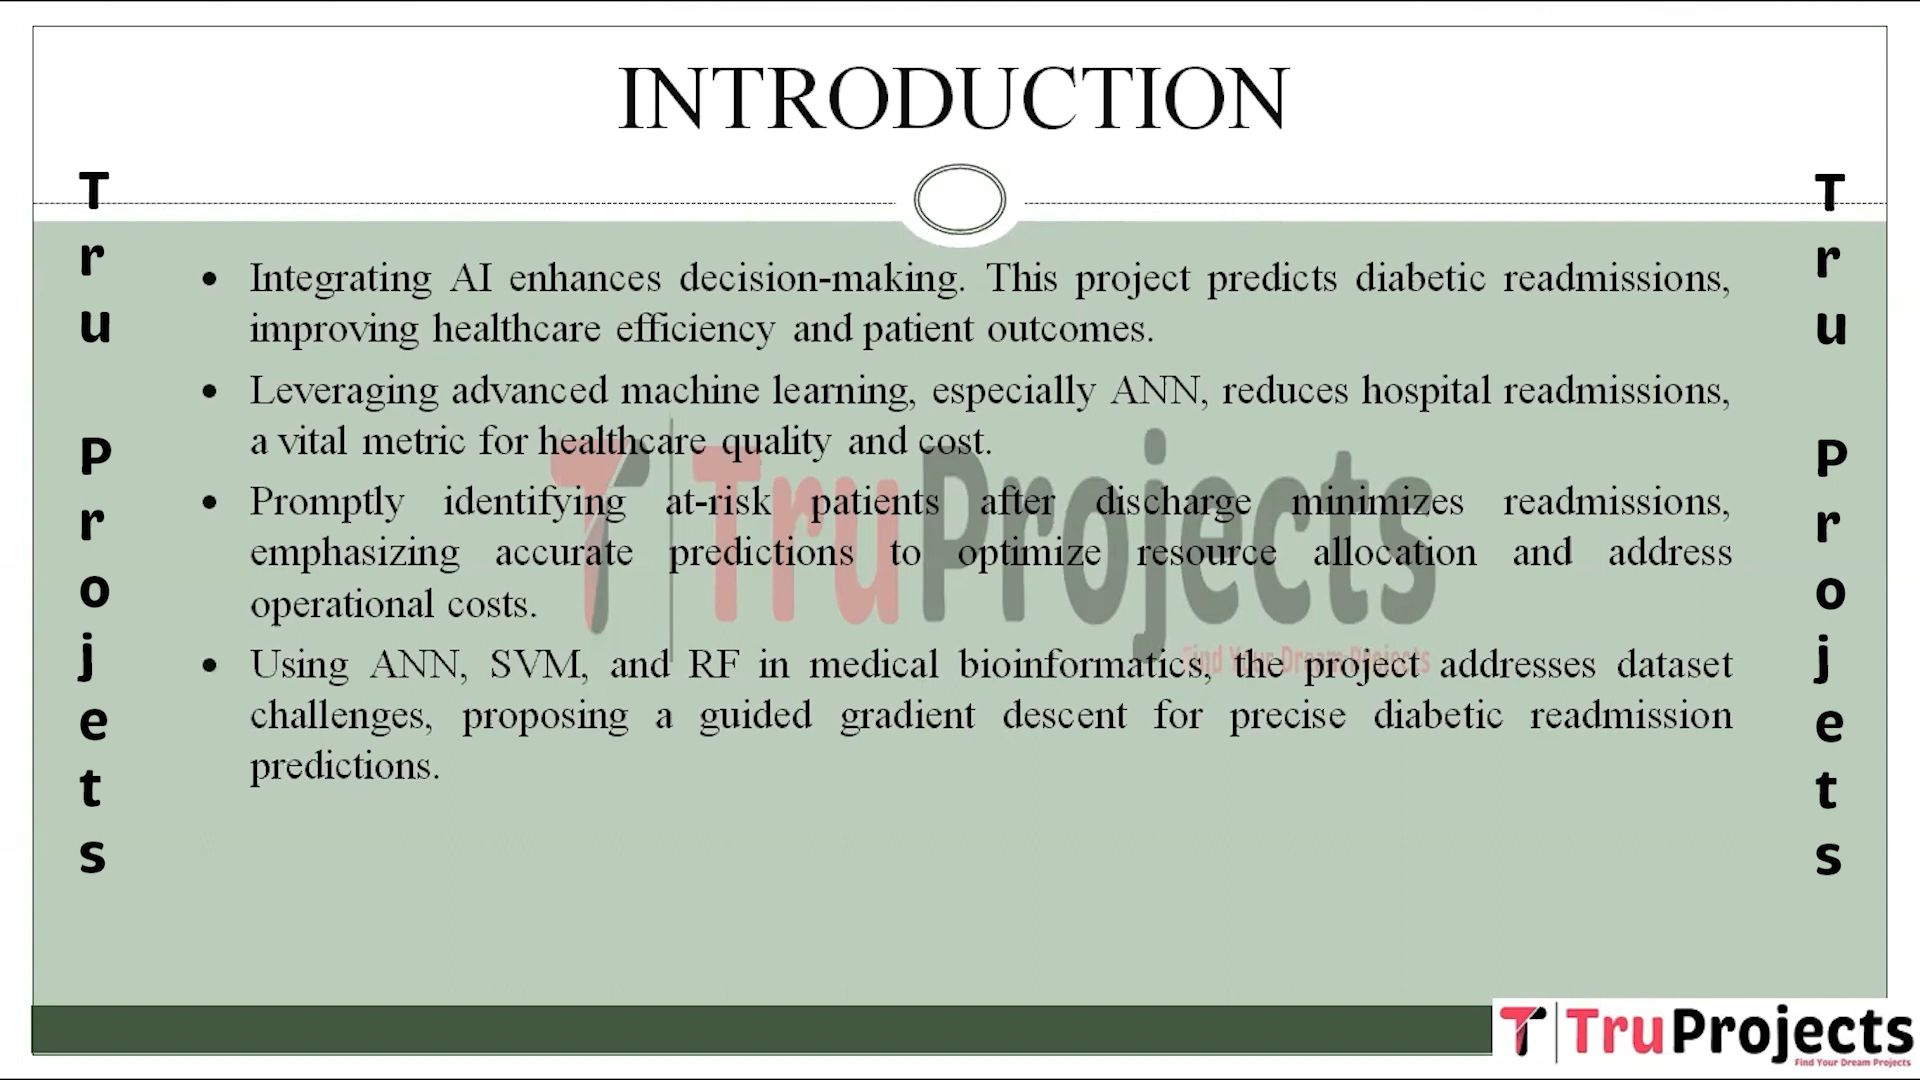 INTRODUCTION
T
r
u
P
r
o
j
e
t
s
• Integrating AI enhances decision-making. This project predicts diabetic readmissions,
improving healthcare efficiency and patient outcomes.
• Leveraging advanced machine learning, especially ANN, reduces hospital readmissions,
a vital metric for healthcare quality and cost.
• Promptly identifying at-risk patients after discharge minimizes readmissions,
emphasizing accurate predictions to optimize resource allocation and address
operational costs.
• Using ANN, SVM, and RF in medical bioinformatics, the project addresses dataset
challenges, proposing a guided gradient descent for precise diabetic readmission
predictions.
TruProjects
Find Your Dream Projects
T
r
u
P
r
o
j
e
t
s
TruProjects
Find Your Dream Projects